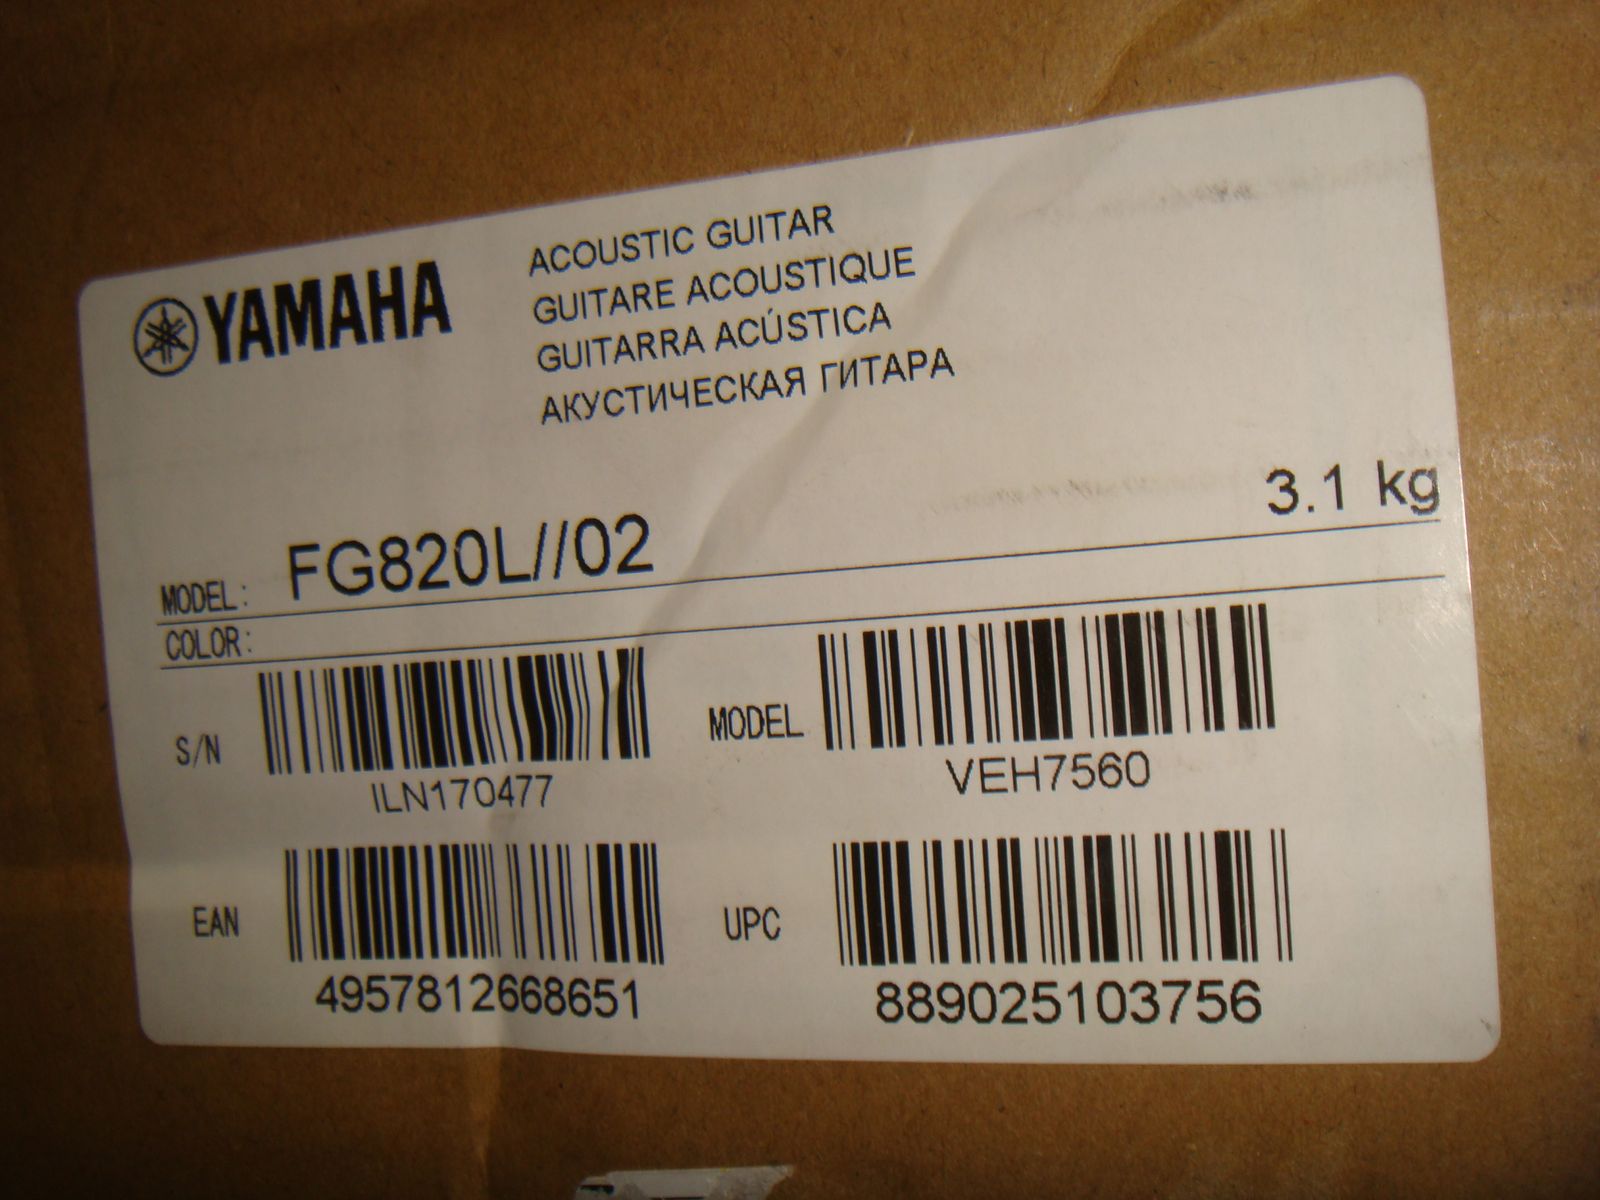 YAMAHA
ACOUSTIC GUITAR
GUITARE ACOUSTIQUE
GUITARRA ACÚSTICA
АКУСТИЧЕСКАЯ ГИТАРА
3.1 kg
MODEL: FG820L//02
COLOR:
S/N
ILN170477
MODEL
VEH7560
EAN
4957812668651
UPC
889025103756